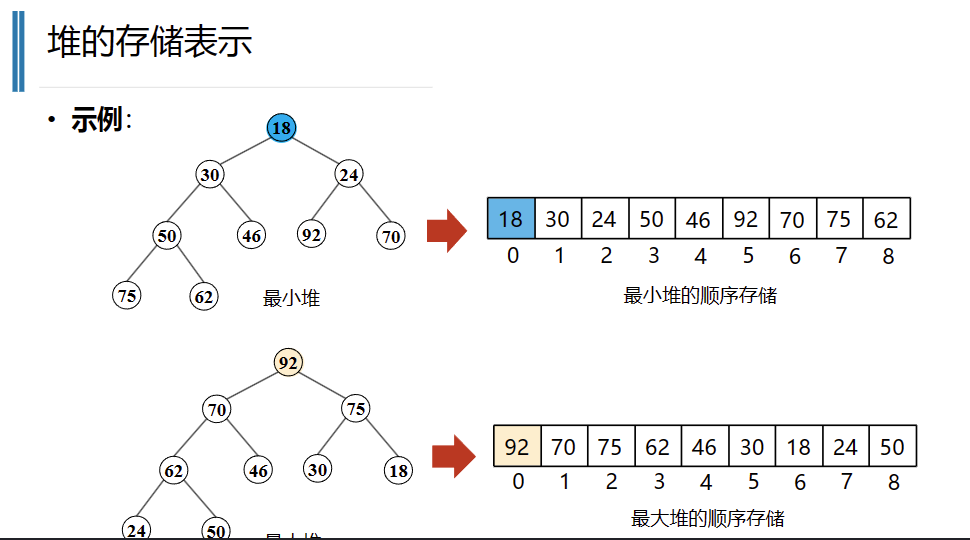 堆的存储表示
• 示例：
18
30 24
50 46 92 70
75 62
最小堆
18 30 24 50 46 92 70 75 62
0 1 2 3 4 5 6 7 8
最小堆的顺序存储
92
70 75
62 46 30 18
24 50
最大堆
92 70 75 62 46 30 18 24 50
0 1 2 3 4 5 6 7 8
最大堆的顺序存储